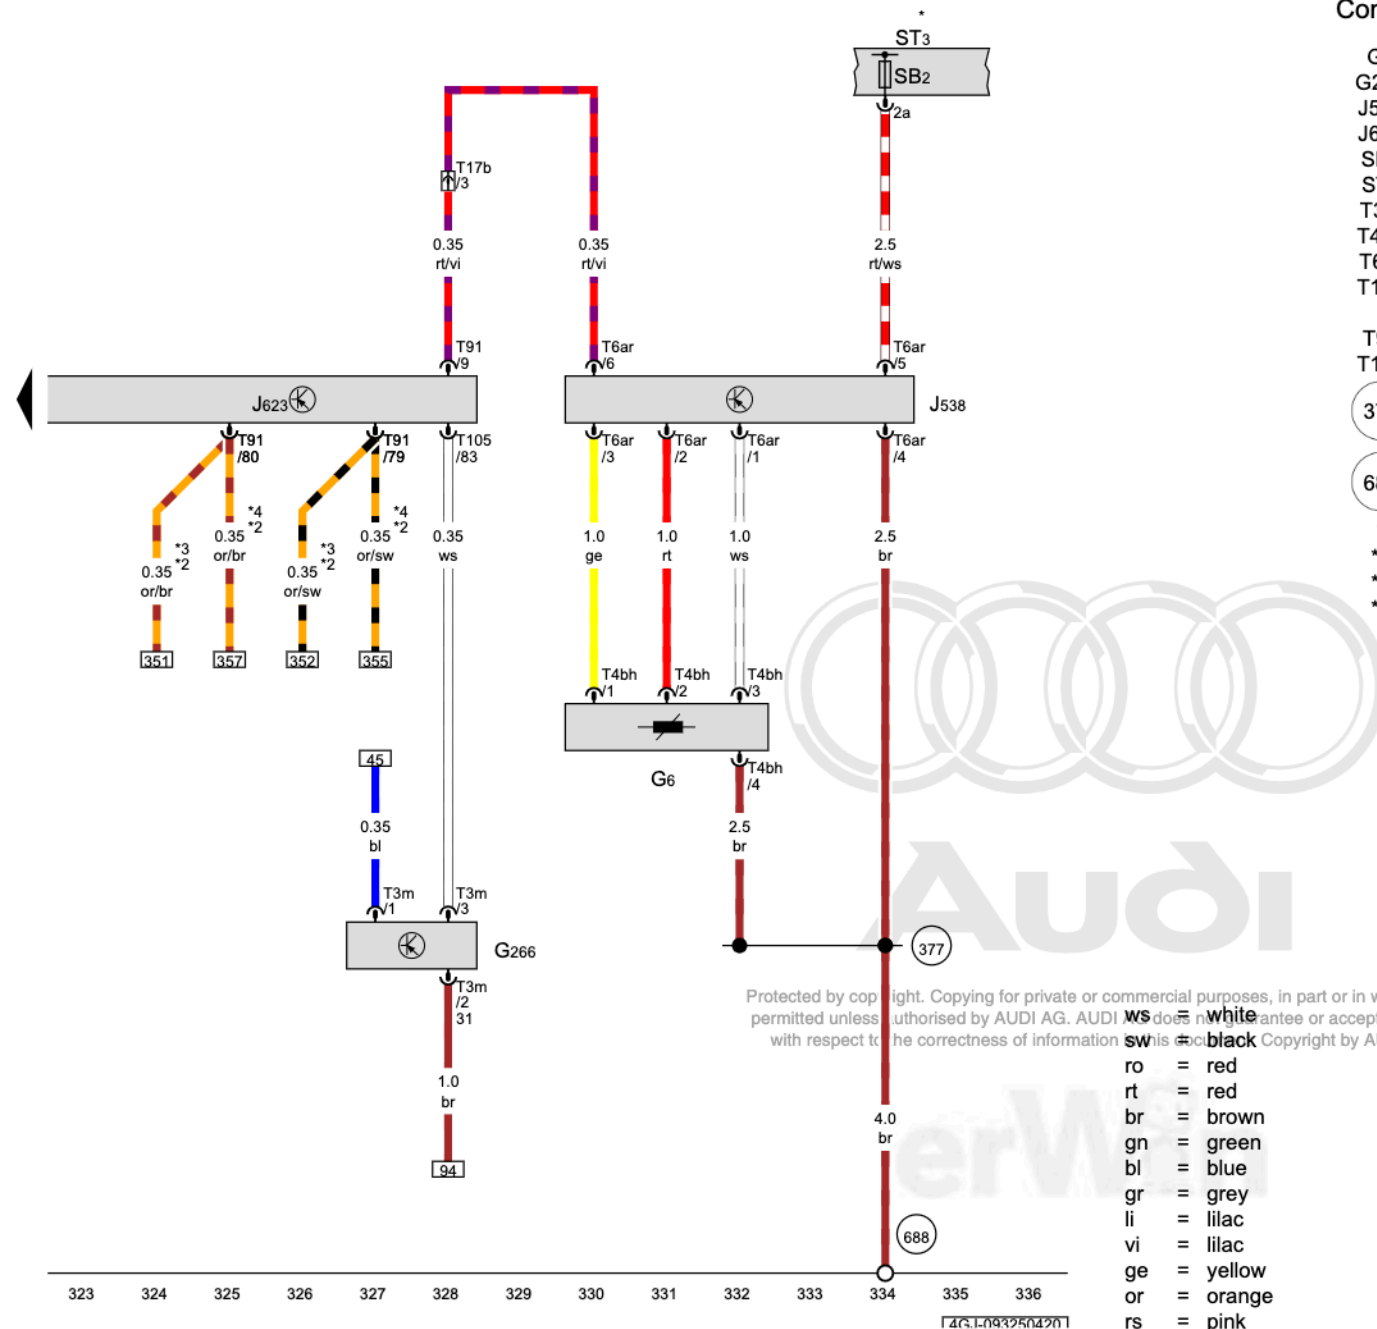 *
ST3
SB2
2a
Con
T17b
/3
0.35
rt/vi
0.35
rt/vi
2.5
rt/ws
T91
/9
T6ar
/6
T6ar
/5
J623
J538
T91
/80
T91
/79
T105
/83
T6ar
/3
T6ar
/2
T6ar
/1
T6ar
/4
*3
*2
0.35
or/br
*4
*2
0.35
or/br
*3
*2
0.35
or/sw
*4
*2
0.35
or/sw
0.35
ws
1.0
ge
1.0
rt
1.0
ws
2.5
br
351
357
352
355
T4bh
/1
T4bh
/2
T4bh
/3
G6
T4bh
/4
45
0.35
bl
2.5
br
T3m
/1
T3m
/3
G266
T3m
/2
31
377
1.0
br
94
4.0
br
688
Audi
Protected by copyright. Copying for private or commercial purposes, in part or in
permitted unless authorised by AUDI AG. AUDI AG does not guarantee or accept
with respect to the correctness of information in this document. Copyright by
erWin
ws = white
sw = black
ro = red
rt = red
br = brown
gn = green
bl = blue
gr = grey
li = lilac
vi = lilac
ge = yellow
or = orange
rs = pink
323 324 325 326 327 328 329 330 331 332 333 334 335 336
4GJ-093250420